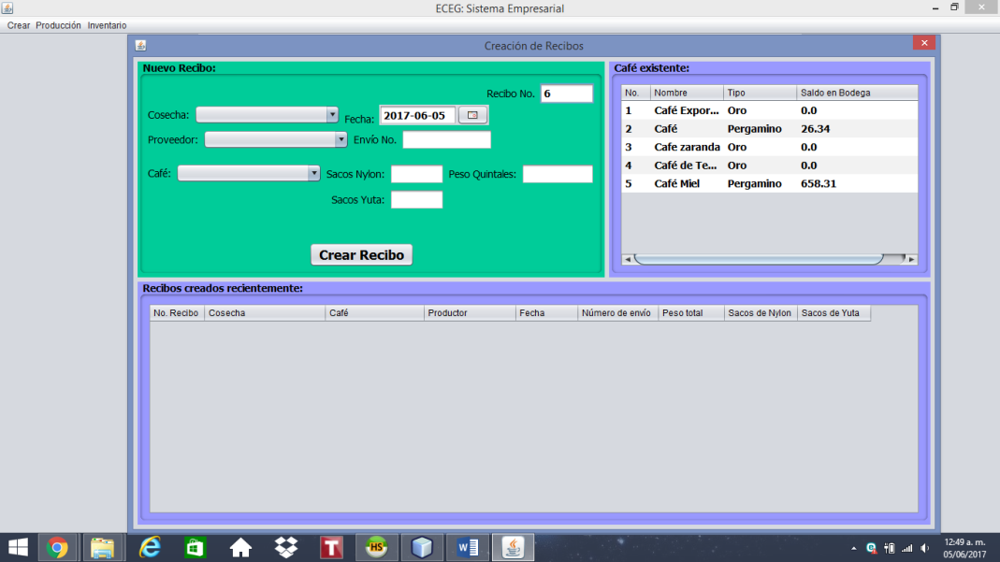 ECEG: Sistema Empresarial
Crear Producción Inventario
Creación de Recibos
Nuevo Recibo:
Recibo No. 6
Cosecha: Fecha: 2017-06-05
Proveedor: Envío No.
Café: Sacos Nylon: Peso Quintales:
Sacos Yuta:
Crear Recibo
Café existente:
No. Nombre Tipo Saldo en Bodega
1 Café Expor... Oro 0.0
2 Café Pergamino 26.34
3 Cafe zaranda Oro 0.0
4 Café de Te... Oro 0.0
5 Café Miel Pergamino 658.31
Recibos creados recientemente:
No. Recibo Cosecha Café Productor Fecha Número de envío Peso total Sacos de Nylon Sacos de Yuta
T HS W
12:49 a. m.
05/06/2017